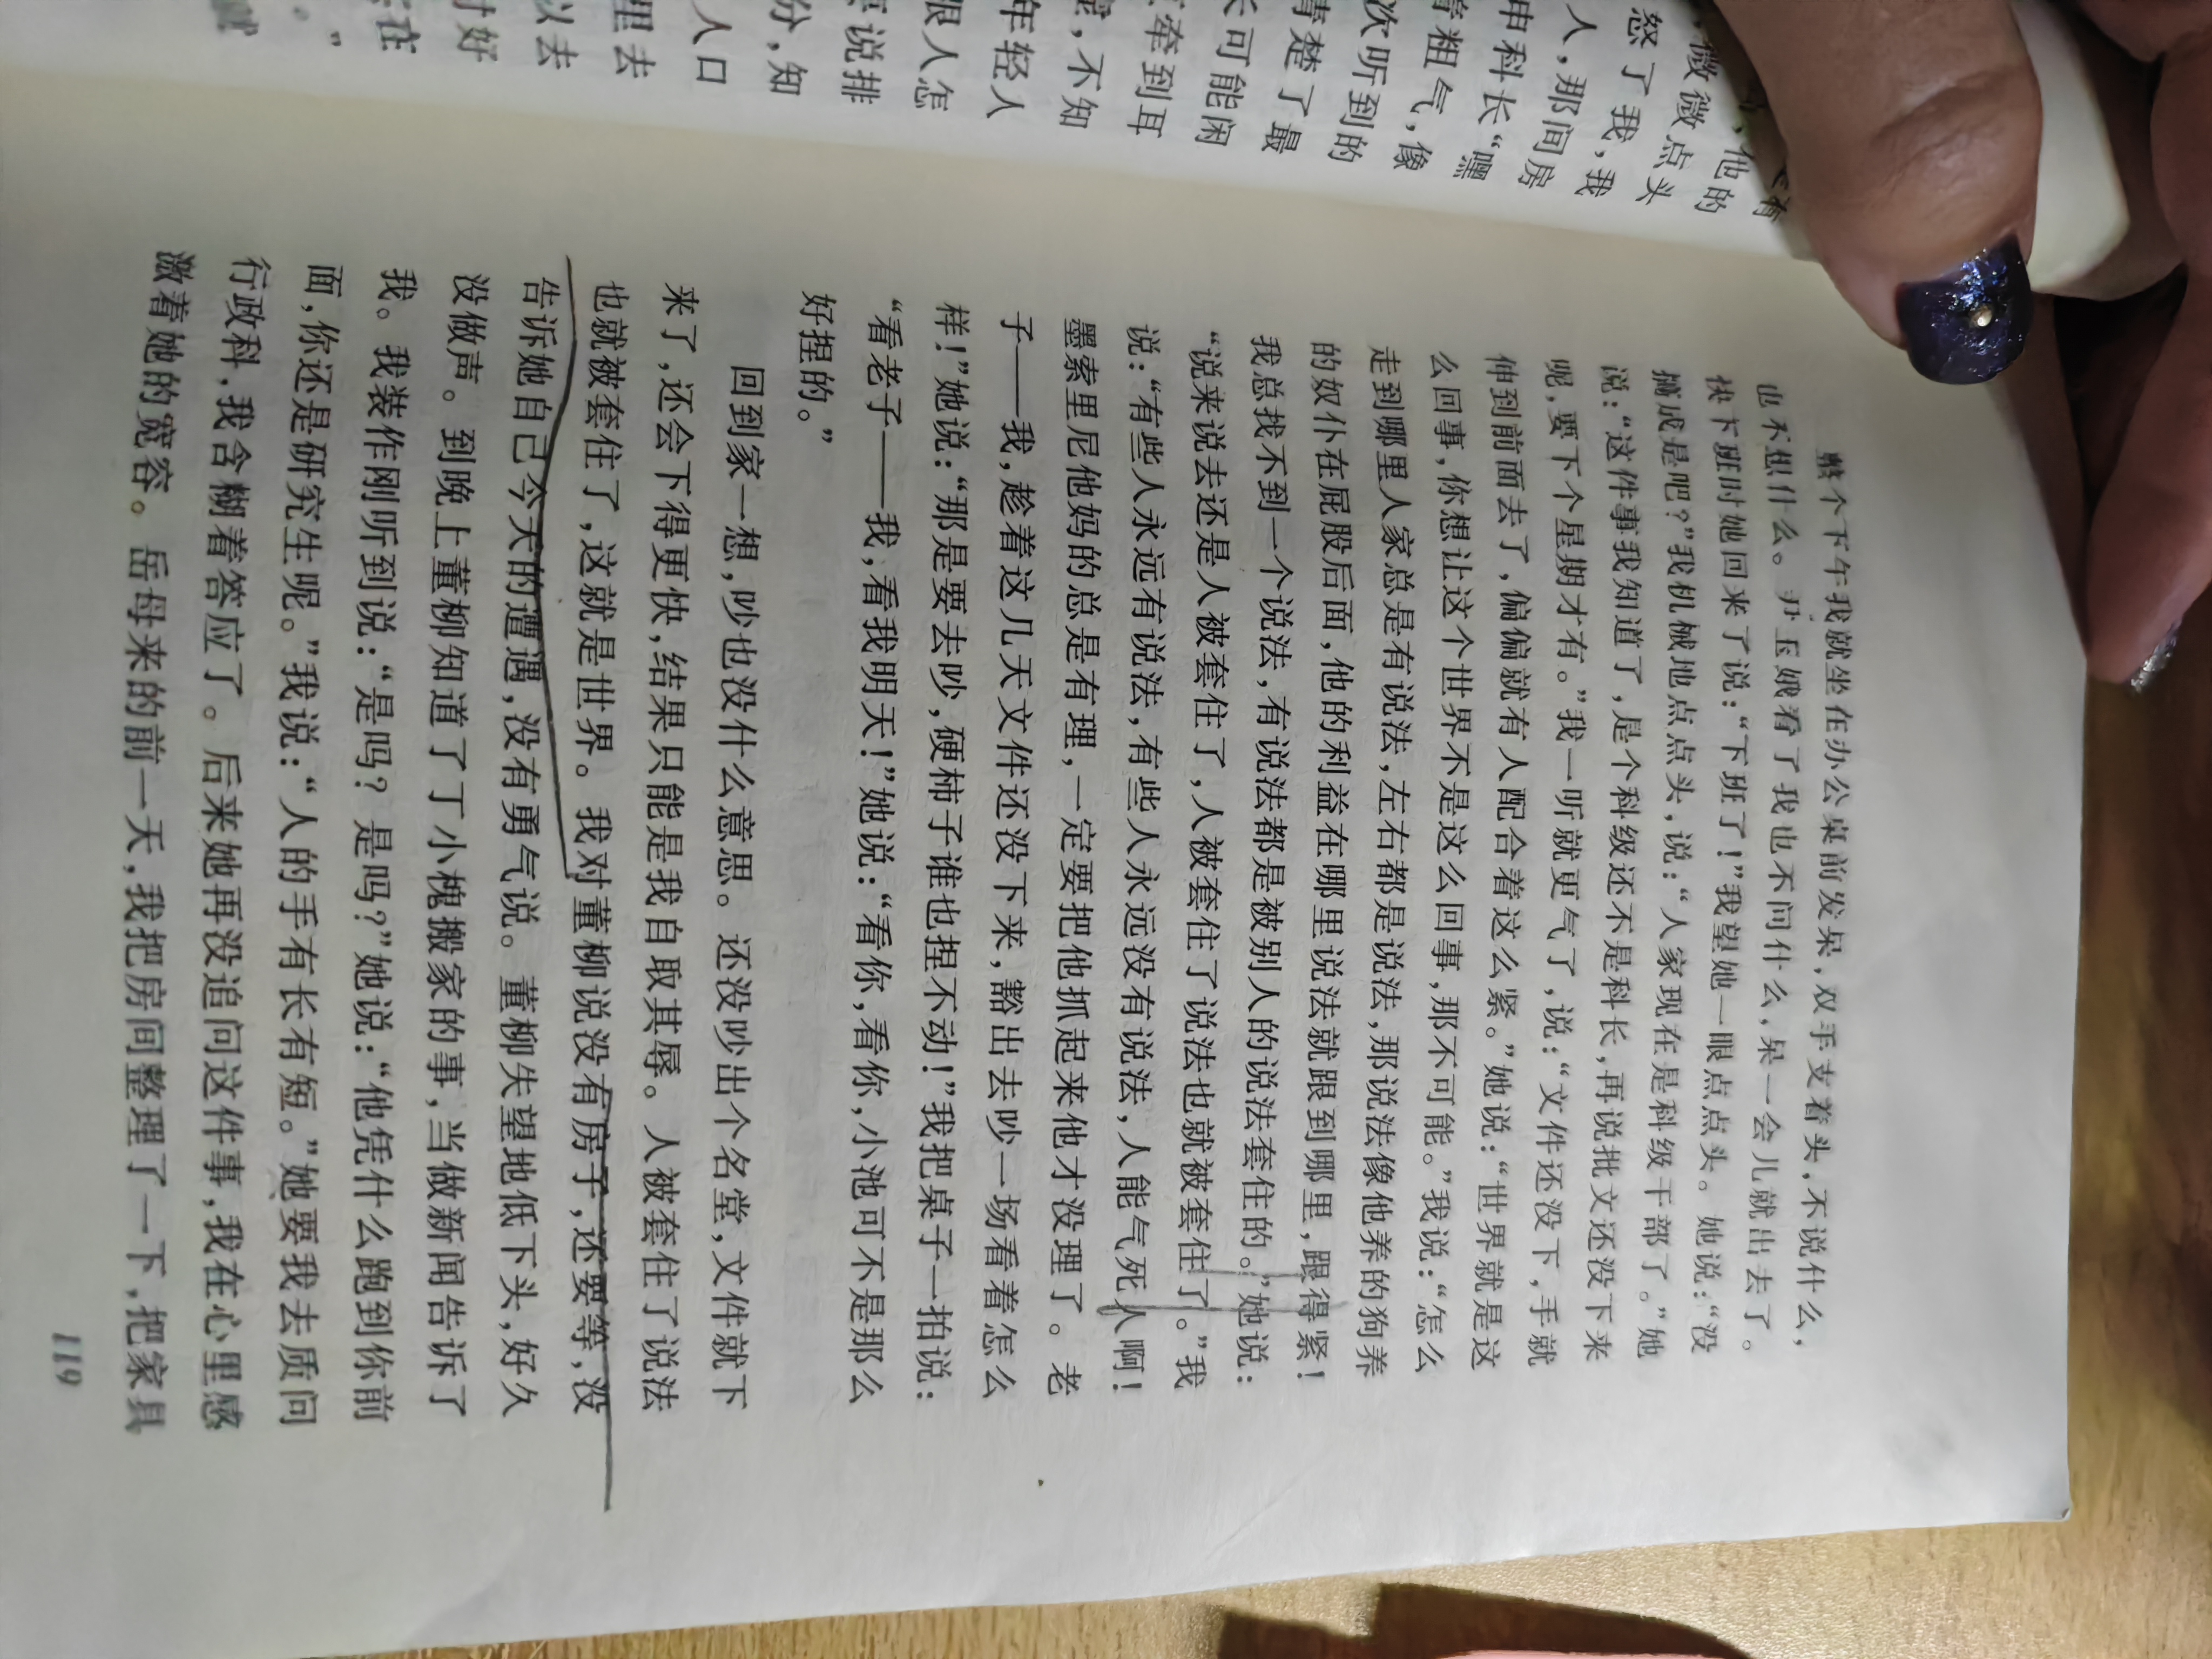 有
他的
微微点头
怒了我,我
人,那间房
申科长“嘿
着粗气,像
次听到的
青楚了最
长可能闲
牵到耳
不知
年轻人
限人怎
说排
分,知
人口
里去
以去
时好
在
。”
整个下午我就坐在办公桌前发呆,双手支着头,不说什么,
也不想什么。尹玉娥看了我也不问什么,呆一会儿就出去了。
快下班时她回来了说:“下班了!”我望她一眼点点头。她说:“没
搞成是吧?”我机械地点点头,说:“人家现在是科级干部了。”她
说:“这件事我知道了,是个科级还不是科长,再说批文还没下来
呢,要下个星期才有。”我一听就更气了,说:“文件还没下,手就
伸到前面去了,偏偏就有人配合着这么紧。”她说:“世界就是这
么回事,你想让这个世界不是这么回事,那不可能。”我说:“怎么
走到哪里人家总是有说法,左右都是说法,那说法像他养的狗养
的奴仆在屁股后面,他的利益在哪里说法就跟到哪里,跟得紧!
我总找不到一个说法,有说法都是被别人的说法套住的。”她说:
“说来说去还是人被套住了,人被套住了说法也就被套住了。”我
说:“有些人永远有说法,有些人永远没有说法,人能气死人啊!
墨索里尼他妈的总是有理,一定要把他抓起来他才没理了。老
子——我,趁着这几天文件还没下来,豁出去吵一场看着怎么
样!”她说:“那是要去吵,硬柿子谁也捏不动!”我把桌子一拍说:
“看老子——我,看我明天!”她说:“看你,看你,小池可不是那么
好捏的。”
回到家一想,吵也没什么意思。还没吵出个名堂,文件就下
来了,还会下得更快,结果只能是我自取其辱。人被套住了说法
也就被套住了,这就是世界。我对董柳说没有房子,还要等,没
告诉她自己今天的遭遇,没有勇气说。董柳失望地低下头,好久
没做声。到晚上董柳知道了丁小槐搬家的事,当做新闻告诉了
我。我装作刚听到说:“是吗?是吗?”她说:“他凭什么跑到你前
面,你还是研究生呢。”我说:“人的手有长有短。”她要我去质问
行政科,我含糊着答应了。后来她再没追问这件事,我在心里感
激着她的宽容。岳母来的前一天,我把房间整理了一下,把家具
119